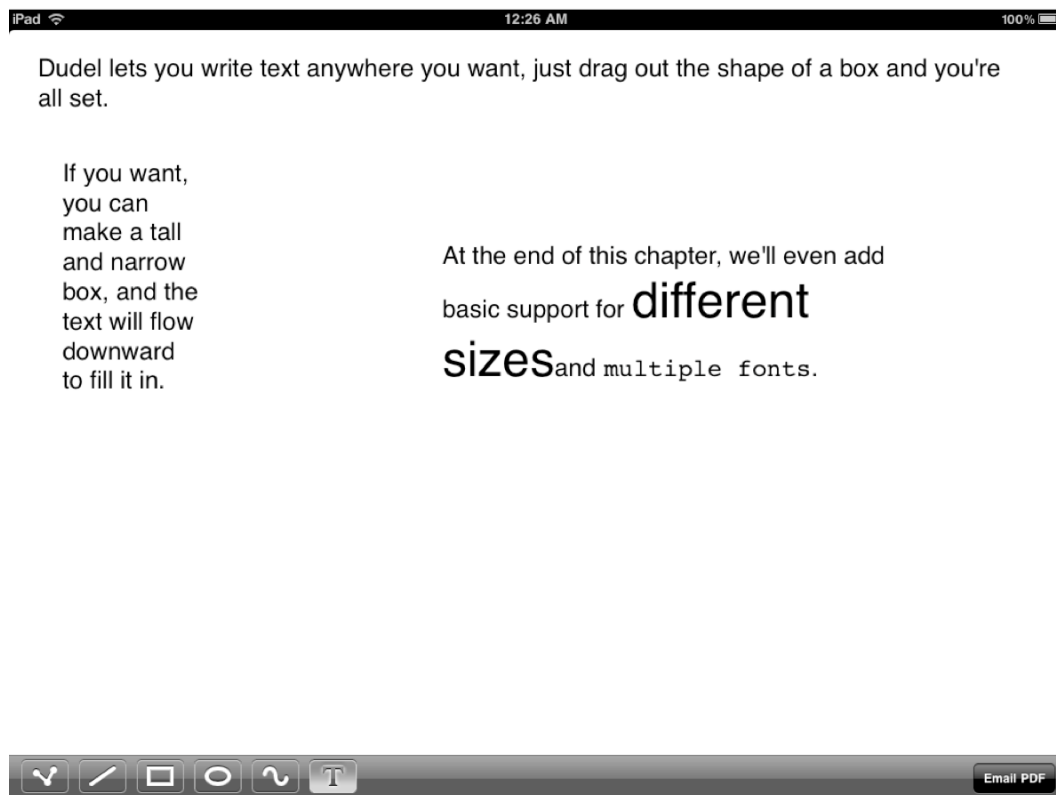 iPad 12:26 AM 100%
Dudel lets you write text anywhere you want, just drag out the shape of a box and you're
all set.
If you want,
you can
make a tall
and narrow
box, and the
text will flow
downward
to fill it in.
At the end of this chapter, we'll even add
basic support for different
sizesand multiple fonts.
T
Email PDF